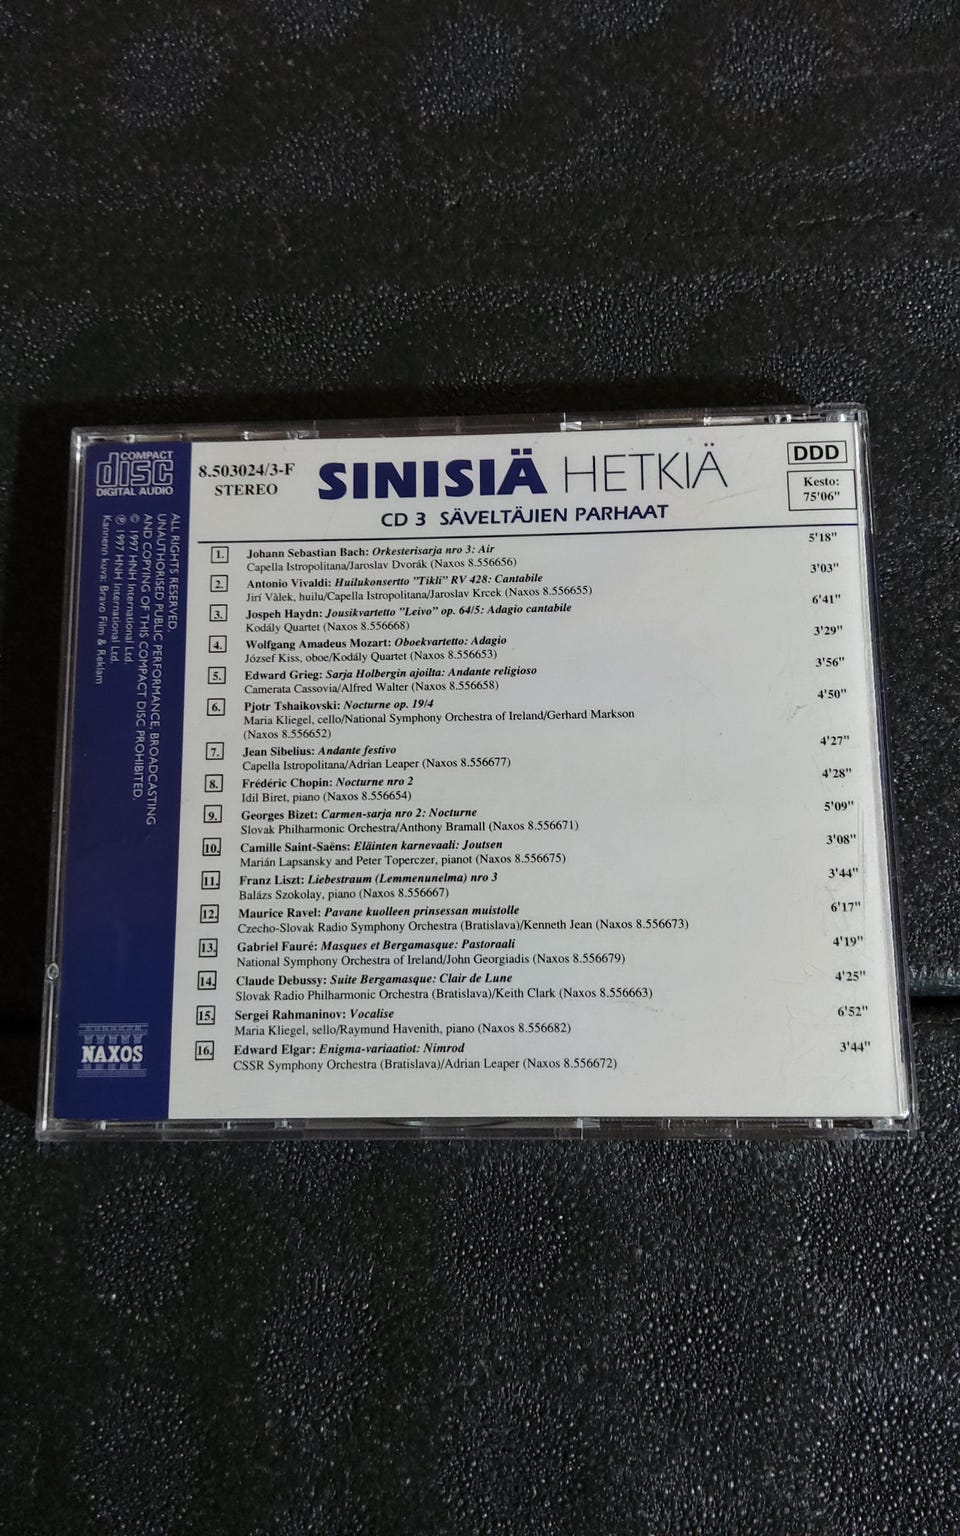 COMPACT
disc
DIGITAL AUDIO
8.503024/3-F
STEREO
SINISIÄ HETKIÄ
CD 3 SÄVELTÄJIEN PARHAAT
DDD
Kesto:
75'06"
1. Johann Sebastian Bach: Orkesterisarja nro 3: Air 5'18"
Capella Istropolitana/Jaroslav Dvorák (Naxos 8.556656)
2. Antonio Vivaldi: Huilukonsertto "Tikli" RV 428: Cantabile 3'03"
Jirí Válek, huilu/Capella Istropolitana/Jaroslav Krcek (Naxos 8.556655)
3. Jospeh Haydn: Jousikvartetto "Leivo" op. 64/5: Adagio cantabile 6'41"
Kodály Quartet (Naxos 8.556668)
4. Wolfgang Amadeus Mozart: Oboekvartetto: Adagio 3'29"
József Kiss, oboe/Kodály Quartet (Naxos 8.556653)
5. Edward Grieg: Sarja Holbergin ajoilta: Andante religioso 3'56"
Camerata Cassovia/Alfred Walter (Naxos 8.556658)
6. Pjotr Tshaikovski: Nocturne op. 19/4 4'50"
Maria Kliegel, cello/National Symphony Orchestra of Ireland/Gerhard Markson
(Naxos 8.556652)
7. Jean Sibelius: Andante festivo 4'27"
Capella Istropolitana/Adrian Leaper (Naxos 8.556677)
8. Frédéric Chopin: Nocturne nro 2 4'28"
Idil Biret, piano (Naxos 8.556654)
9. Georges Bizet: Carmen-sarja nro 2: Nocturne 5'09"
Slovak Philharmonic Orchestra/Anthony Bramall (Naxos 8.556671)
10. Camille Saint-Saëns: Eläinten karnevaali: Joutsen 3'08"
Marián Lapsansky and Peter Toperczer, pianot (Naxos 8.556675)
11. Franz Liszt: Liebestraum (Lemmenunelma) nro 3 3'44"
Balázs Szokolay, piano (Naxos 8.556667)
12. Maurice Ravel: Pavane kuolleen prinsessan muistolle 6'17"
Czecho-Slovak Radio Symphony Orchestra (Bratislava)/Kenneth Jean (Naxos 8.556673)
13. Gabriel Fauré: Masques et Bergamasque: Pastoraali 4'19"
National Symphony Orchestra of Ireland/John Georgiadis (Naxos 8.556679)
14. Claude Debussy: Suite Bergamasque: Clair de Lune 4'25"
Slovak Radio Philharmonic Orchestra (Bratislava)/Keith Clark (Naxos 8.556663)
15. Sergei Rahmaninov: Vocalise 6'52"
Maria Kliegel, sello/Raymund Havenith, piano (Naxos 8.556682)
16. Edward Elgar: Enigma-variaatiot: Nimrod 3'44"
CSSR Symphony Orchestra (Bratislava)/Adrian Leaper (Naxos 8.556672)
ALL RIGHTS RESERVED.
UNAUTHORISED PUBLIC PERFORMANCE, BROADCASTING
AND COPYING OF THIS COMPACT DISC PROHIBITED.
© 1997 HNH International Ltd.
℗ 1997 HNH International Ltd.
Kannenn kuva: Bravo Film & Reklam
NAXOS